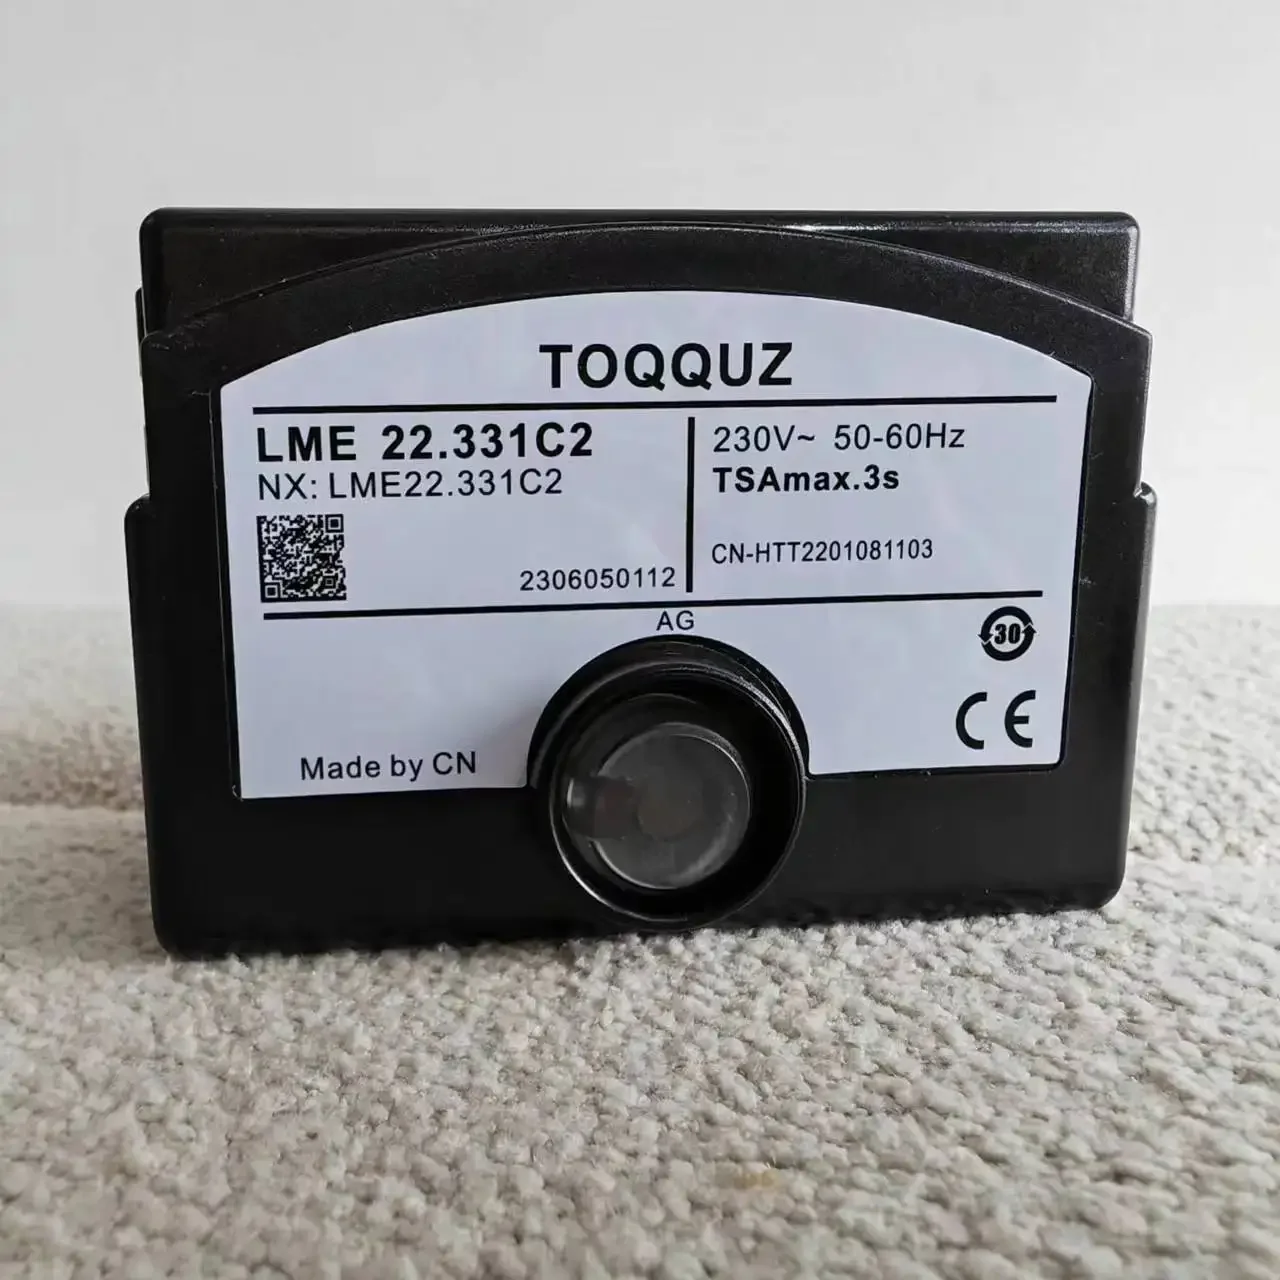 TOQQUZ
LME 22.331C2
NX: LME22.331C2
2306050112
230V~ 50-60Hz
TSAmax.3s
CN-HTT2201081103
AG
30
CE
Made by CN